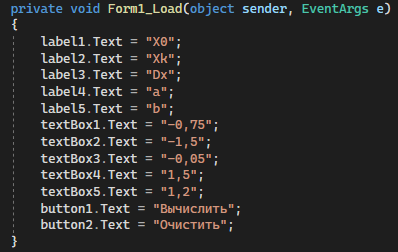 private void Form1_Load(object sender, EventArgs e)
{
label1.Text = "X0";
label2.Text = "Xk";
label3.Text = "Dx";
label4.Text = "a";
label5.Text = "b";
textBox1.Text = "-0,75";
textBox2.Text = "-1,5";
textBox3.Text = "-0,05";
textBox4.Text = "1,5";
textBox5.Text = "1,2";
button1.Text = "Вычислить";
button2.Text = "Очистить";
}